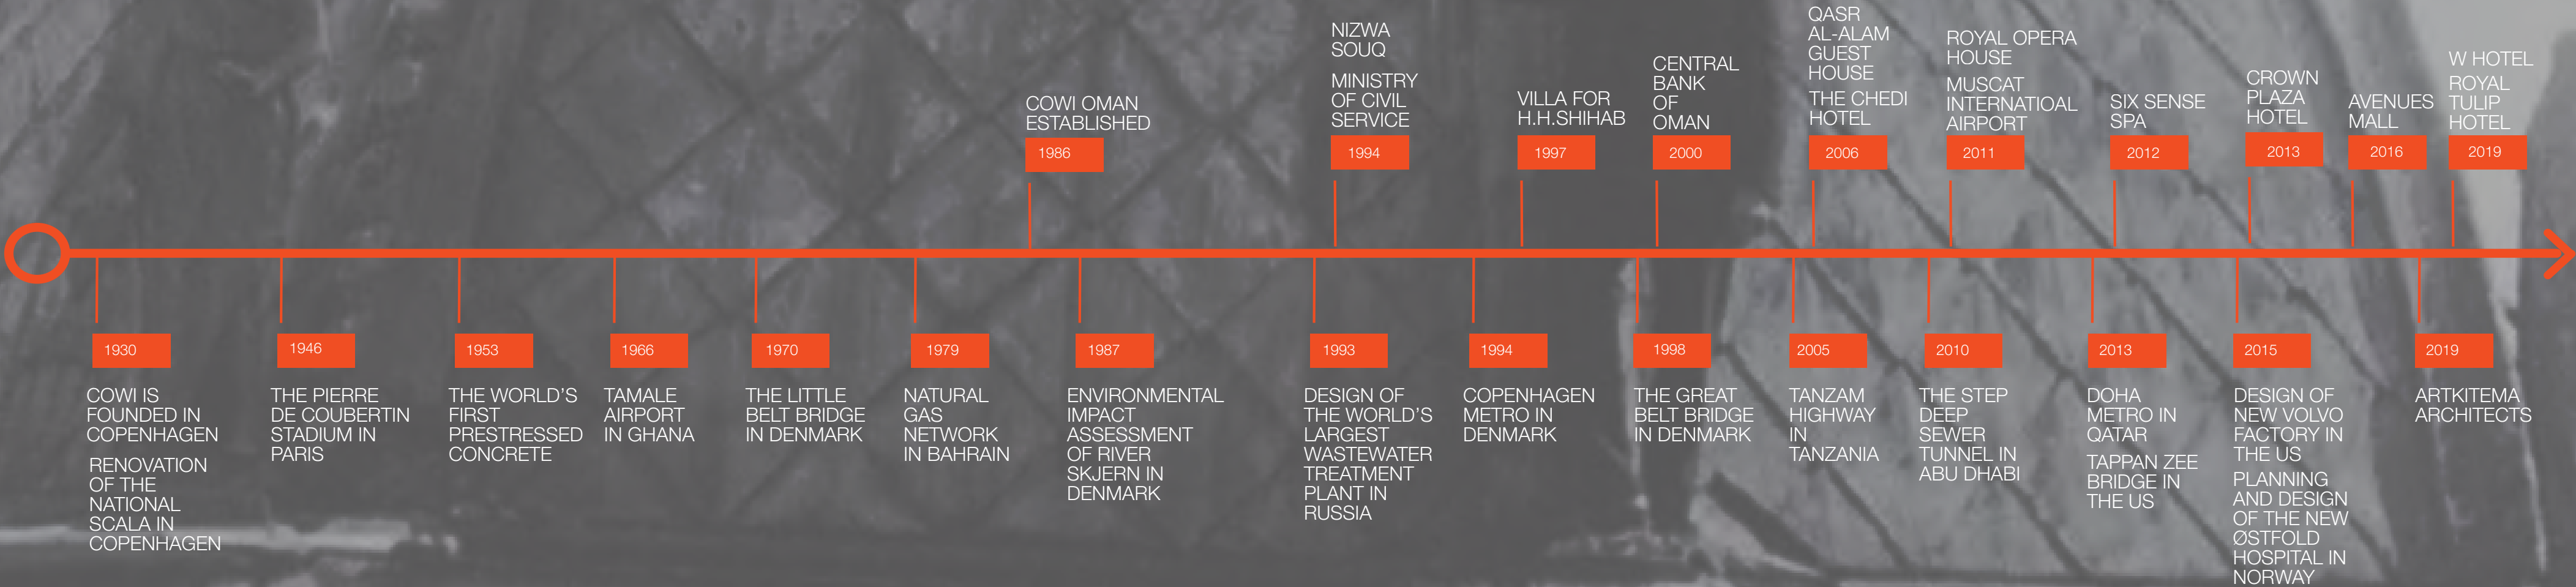 COWI OMAN
ESTABLISHED
1986
NIZWA
SOUQ
MINISTRY
OF CIVIL
SERVICE
1994
VILLA FOR
H.H.SHIHAB
1997
CENTRAL
BANK
OF
OMAN
2000
QASR
AL-ALAM
GUEST
HOUSE
THE CHEDI
HOTEL
2006
ROYAL OPERA
HOUSE
MUSCAT
INTERNATIOAL
AIRPORT
2011
SIX SENSE
SPA
2012
CROWN
PLAZA
HOTEL
2013
AVENUES
MALL
2016
W HOTEL
ROYAL
TULIP
HOTEL
2019
1930
COWI IS
FOUNDED IN
COPENHAGEN
RENOVATION
OF THE
NATIONAL
SCALA IN
COPENHAGEN
1946
THE PIERRE
DE COUBERTIN
STADIUM IN
PARIS
1953
THE WORLD'S
FIRST
PRESTRESSED
CONCRETE
1966
TAMALE
AIRPORT
IN GHANA
1970
THE LITTLE
BELT BRIDGE
IN DENMARK
1979
NATURAL
GAS
NETWORK
IN BAHRAIN
1987
ENVIRONMENTAL
IMPACT
ASSESSMENT
OF RIVER
SKJERN IN
DENMARK
1993
DESIGN OF
THE WORLD'S
LARGEST
WASTEWATER
TREATMENT
PLANT IN
RUSSIA
1994
COPENHAGEN
METRO IN
DENMARK
1998
THE GREAT
BELT BRIDGE
IN DENMARK
2005
TANZAM
HIGHWAY
IN
TANZANIA
2010
THE STEP
DEEP
SEWER
TUNNEL IN
ABU DHABI
2013
DOHA
METRO IN
QATAR
TAPPAN ZEE
BRIDGE IN
THE US
2015
DESIGN OF
NEW VOLVO
FACTORY IN
THE US
PLANNING
AND DESIGN
OF THE NEW
ØSTFOLD
HOSPITAL IN
NORWAY
2019
ARTKITEMA
ARCHITECTS